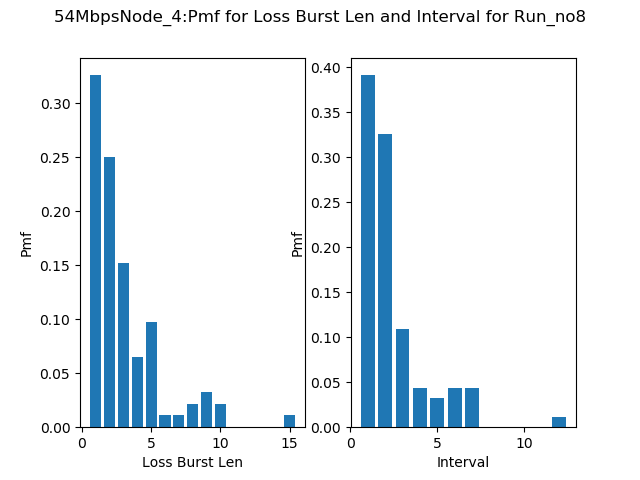 54MbpsNode_4:Pmf for Loss Burst Len and Interval for Run_no8
Pmf
0.30
0.25
0.20
0.15
0.10
0.05
0.00
0 5 10 15
Loss Burst Len
Pmf
0.40
0.35
0.30
0.25
0.20
0.15
0.10
0.05
0.00
0 5 10
Interval